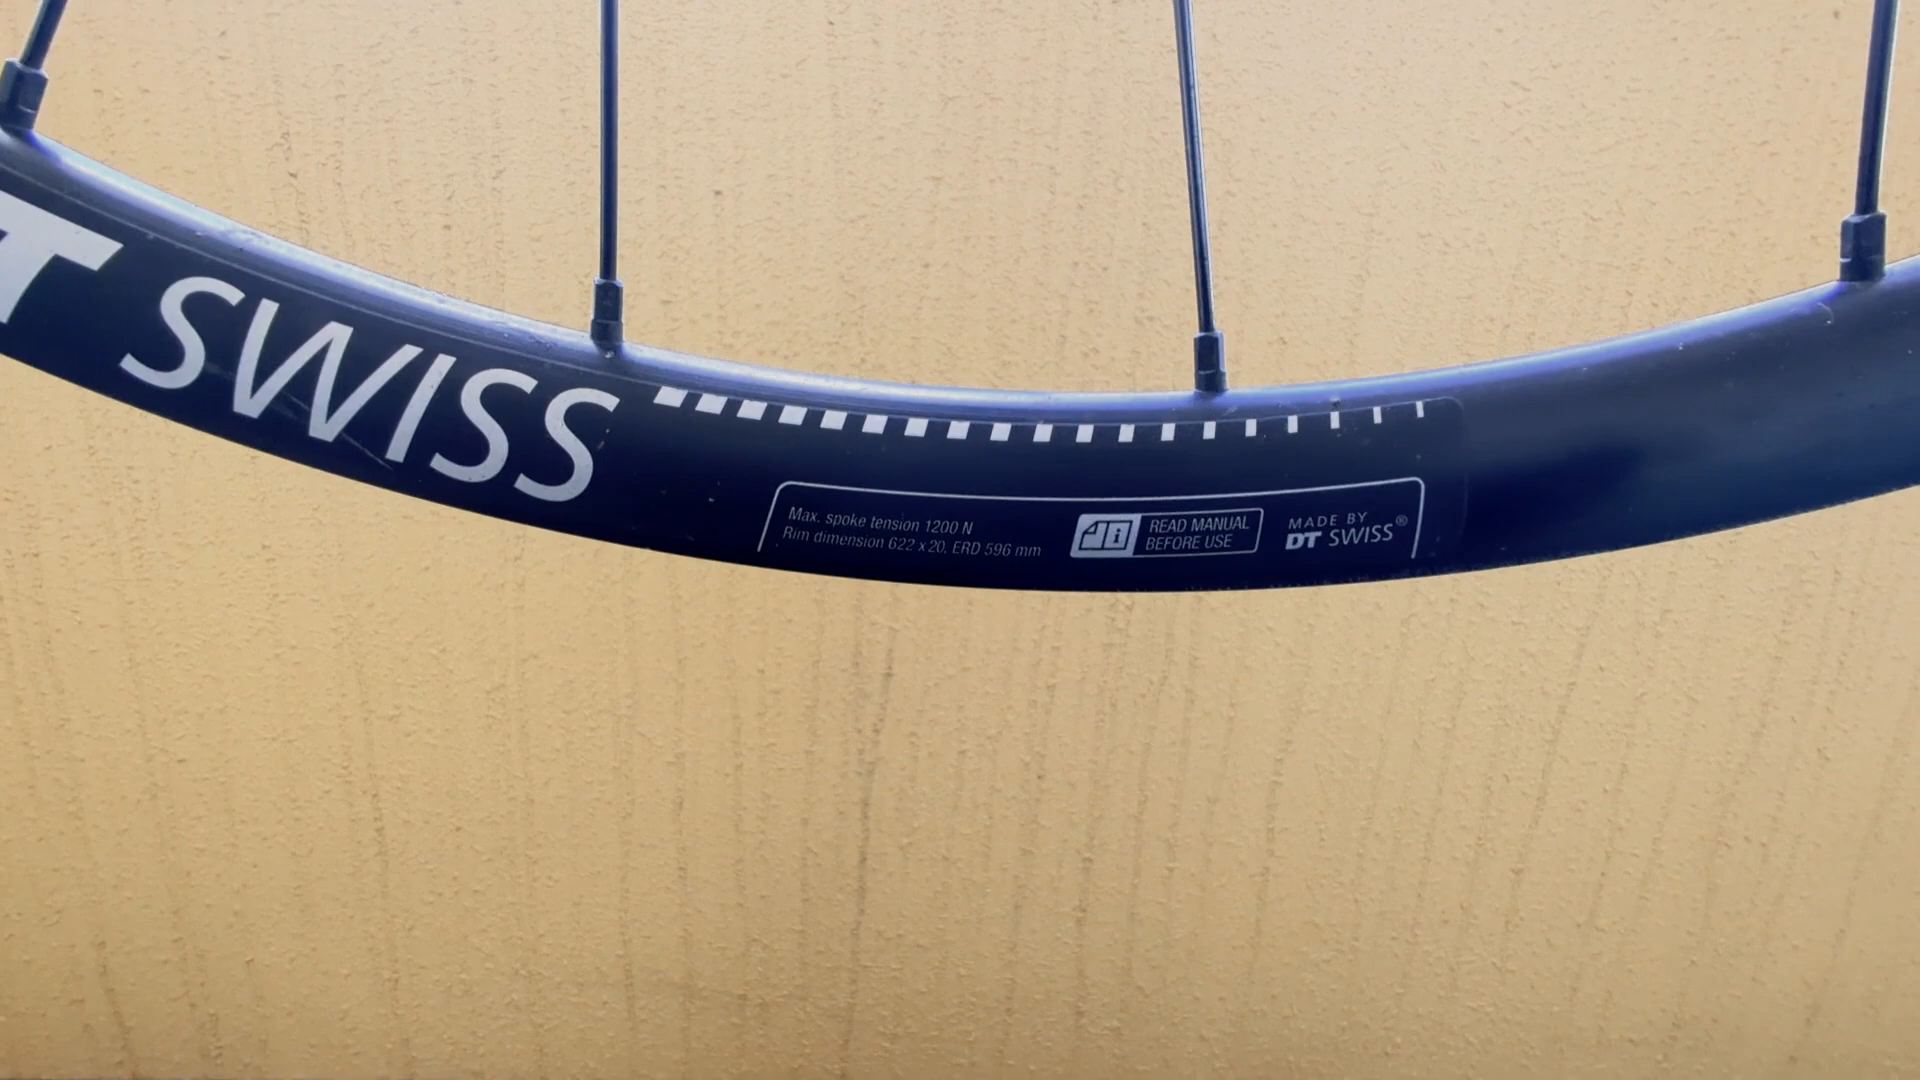 T SWISS
Max. spoke tension 1200 N
Rim dimension 622 x 20, ERD 596 mm
READ MANUAL
BEFORE USE
MADE BY
DT SWISS®